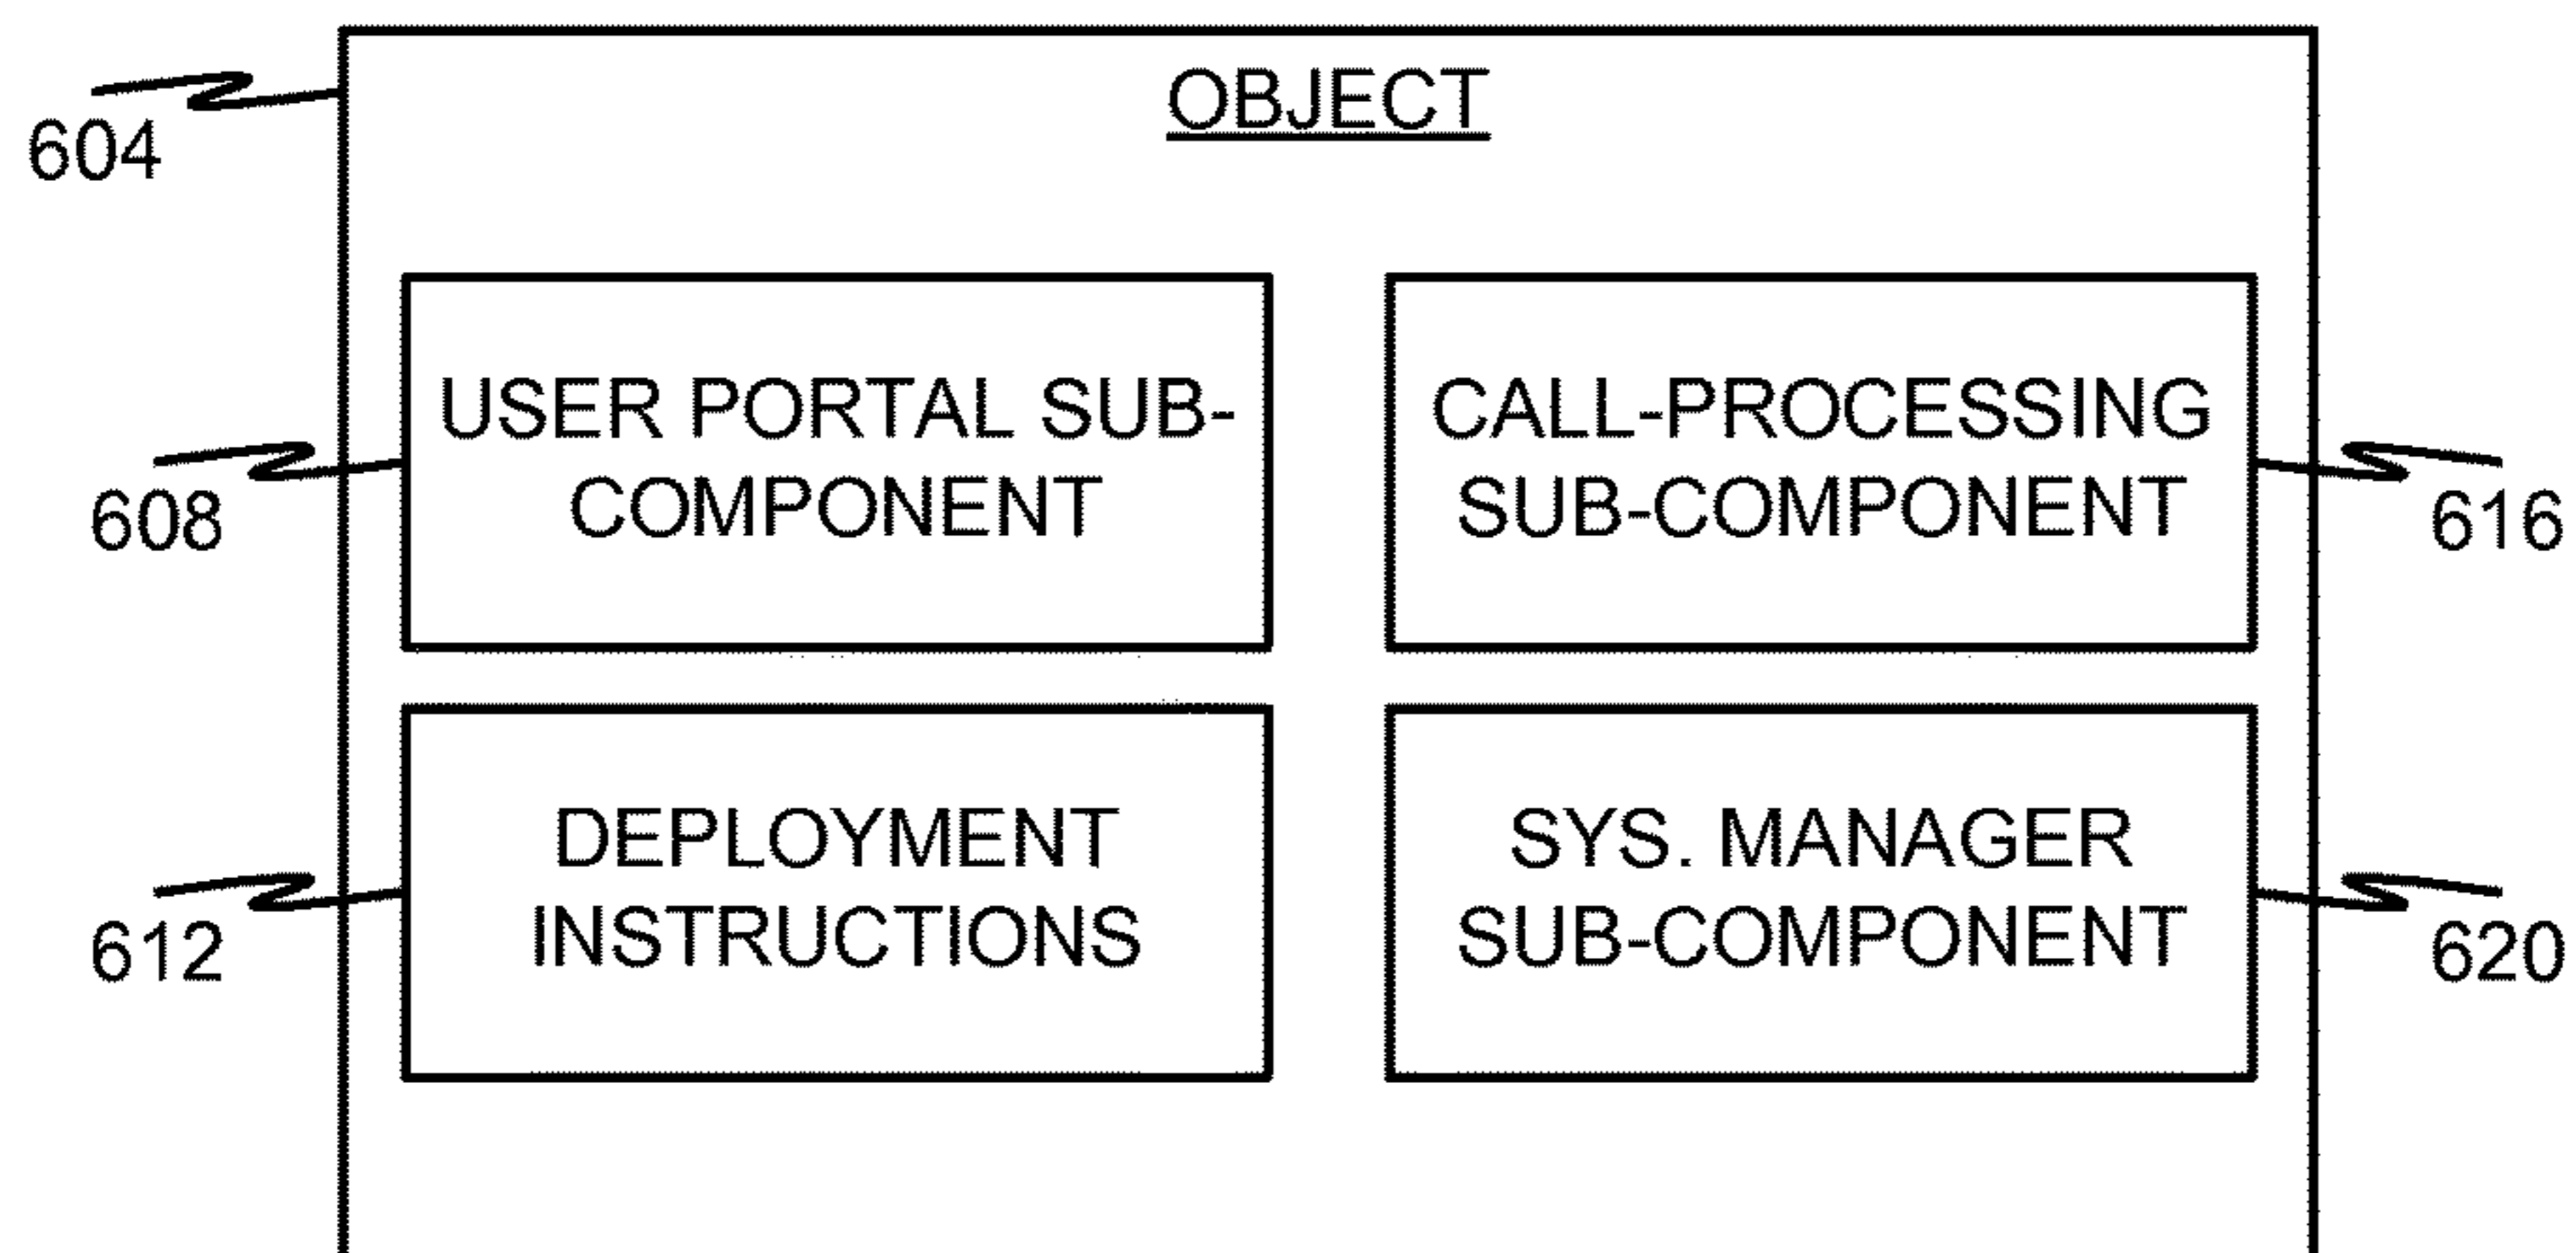 OBJECT
604
USER PORTAL SUB-
COMPONENT
608
CALL-PROCESSING
SUB-COMPONENT
616
DEPLOYMENT
INSTRUCTIONS
612
SYS. MANAGER
SUB-COMPONENT
620